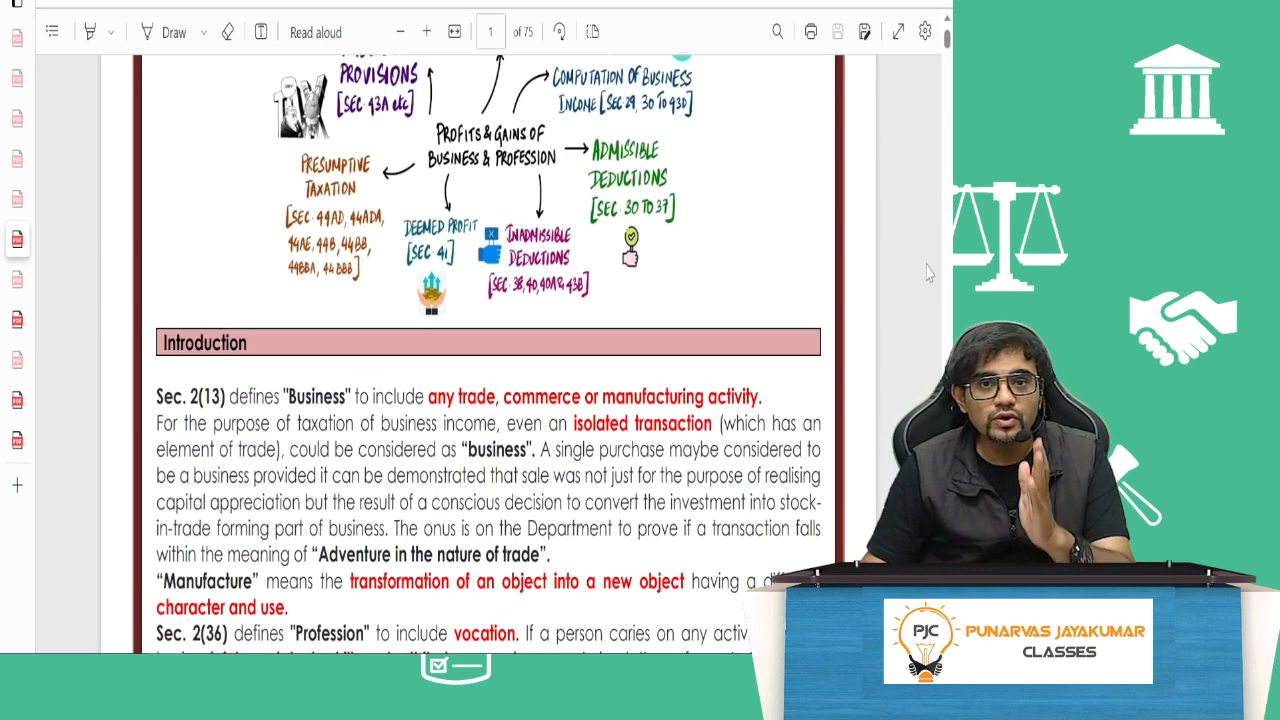 Draw
Read aloud
1 of 75
PROVISIONS
[SEC. 43A etc]
COMPUTATION OF BUSINESS
INCOME [SEC 29, 30 TO 43D]
PROFITS & GAINS OF
BUSINESS & PROFESSION
ADMISSIBLE
DEDUCTIONS
[SEC. 30 TO 37]
PRESUMPTIVE
TAXATION
[SEC. 44AD, 44ADA,
44AE, 44B, 44BB,
44BBA, 44BBB]
DEEMED PROFIT
[SEC. 41]
INADMISSIBLE
DEDUCTIONS
Introduction
Sec. 2(13) defines "Business" to include any trade, commerce or manufacturing activity.
For the purpose of taxation of business income, even an isolated transaction (which has an
element of trade), could be considered as “business”. A single purchase maybe considered to
be a business provided it can be demonstrated that sale was not just for the purpose of realising
capital appreciation but the result of a conscious decision to convert the investment into stock-
in-trade forming part of business. The onus is on the Department to prove if a transaction falls
within the meaning of “Adventure in the nature of trade”.
“Manufacture” means the transformation of an object into a new object having a
character and use.
Sec. 2(36) defines "Profession" to include vocation. If a person caries on any
PJC
PUNARVAS JAYAKUMAR
CLASSES